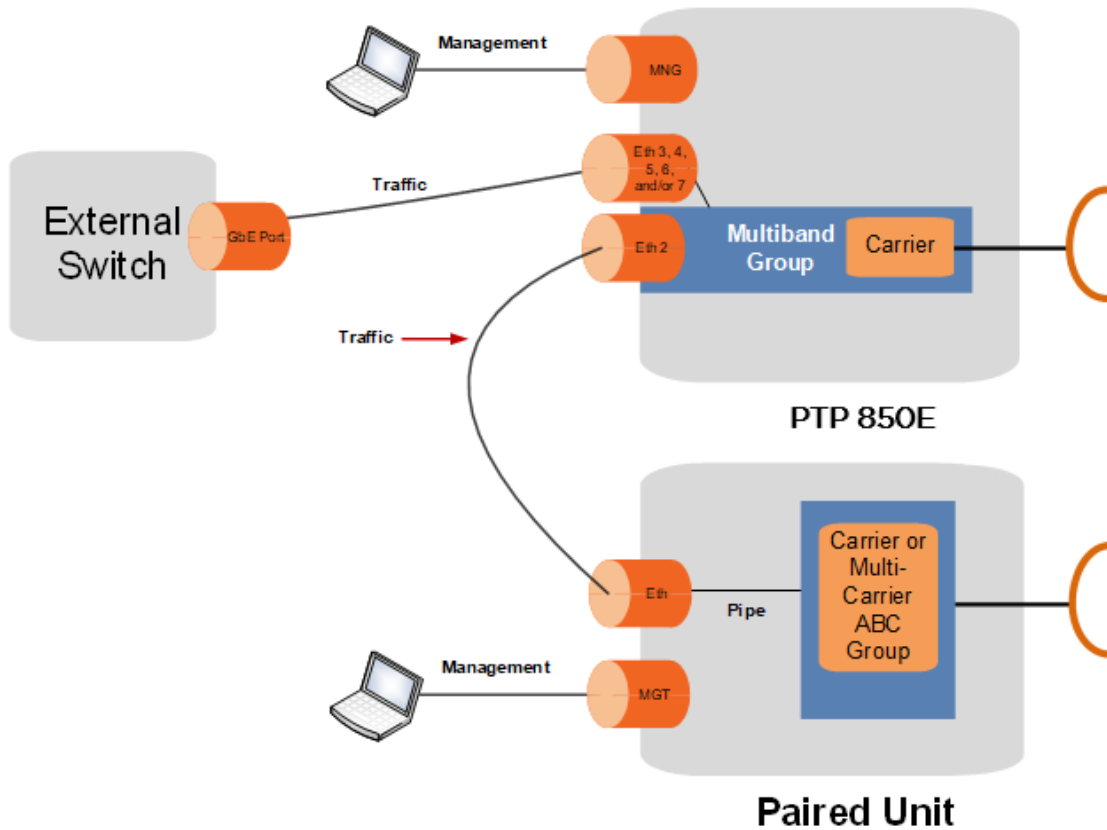 Management
MNG
Eth 3, 4,
5, 6,
and/or 7
Traffic
External
Switch
GbE Port
Eth 2
Multiband
Group
Carrier
Traffic
PTP 850E
Eth
Pipe
Carrier or
Multi-
Carrier
ABC
Group
Management
MGT
Paired Unit